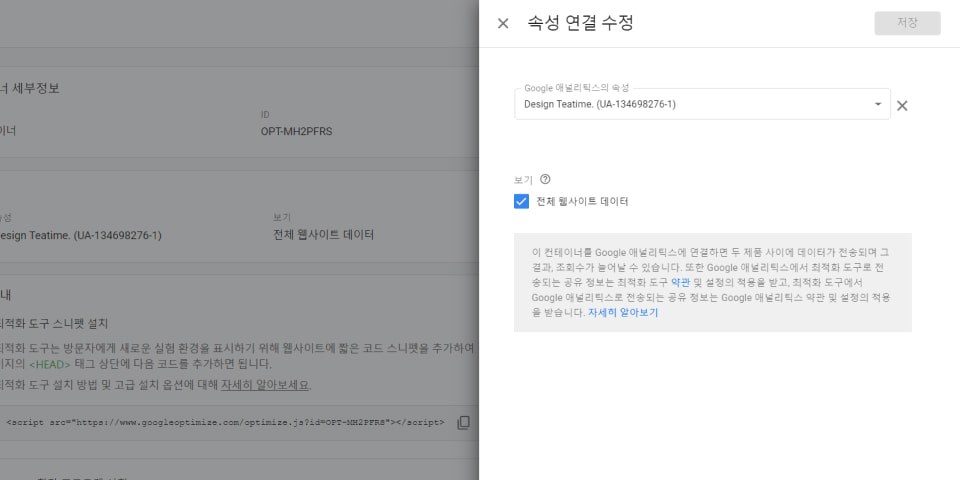 속성 연결 수정
저장
너 세부정보
이너
ID
OPT-MH2PFRS
속성
esign Teatime. (UA-134698276-1)
보기
전체 웹사이트 데이터
내
최적화 도구 스니펫 설치
최적화 도구는 방문자에게 새로운 실험 환경을 표시하기 위해 웹사이트에 짧은 코드 스니펫을 추가하여
이지의 <HEAD> 태그 상단에 다음 코드를 추가하면 됩니다.
최적화 도구 설치 방법 및 고급 설치 옵션에 대해 자세히 알아보세요.
<script src="https://www.googleoptimize.com/optimize.js?id=OPT-MH2PFRS"></script>
Google 애널리틱스의 속성
Design Teatime. (UA-134698276-1)
보기
전체 웹사이트 데이터
이 컨테이너를 Google 애널리틱스에 연결하면 두 제품 사이에 데이터가 전송되며 그
결과, 조회수가 늘어날 수 있습니다. 또한 Google 애널리틱스에서 최적화 도구로 전
송되는 공유 정보는 최적화 도구 약관 및 설정의 적용을 받고, 최적화 도구에서
Google 애널리틱스로 전송되는 공유 정보는 Google 애널리틱스 약관 및 설정의 적용
을 받습니다. 자세히 알아보기